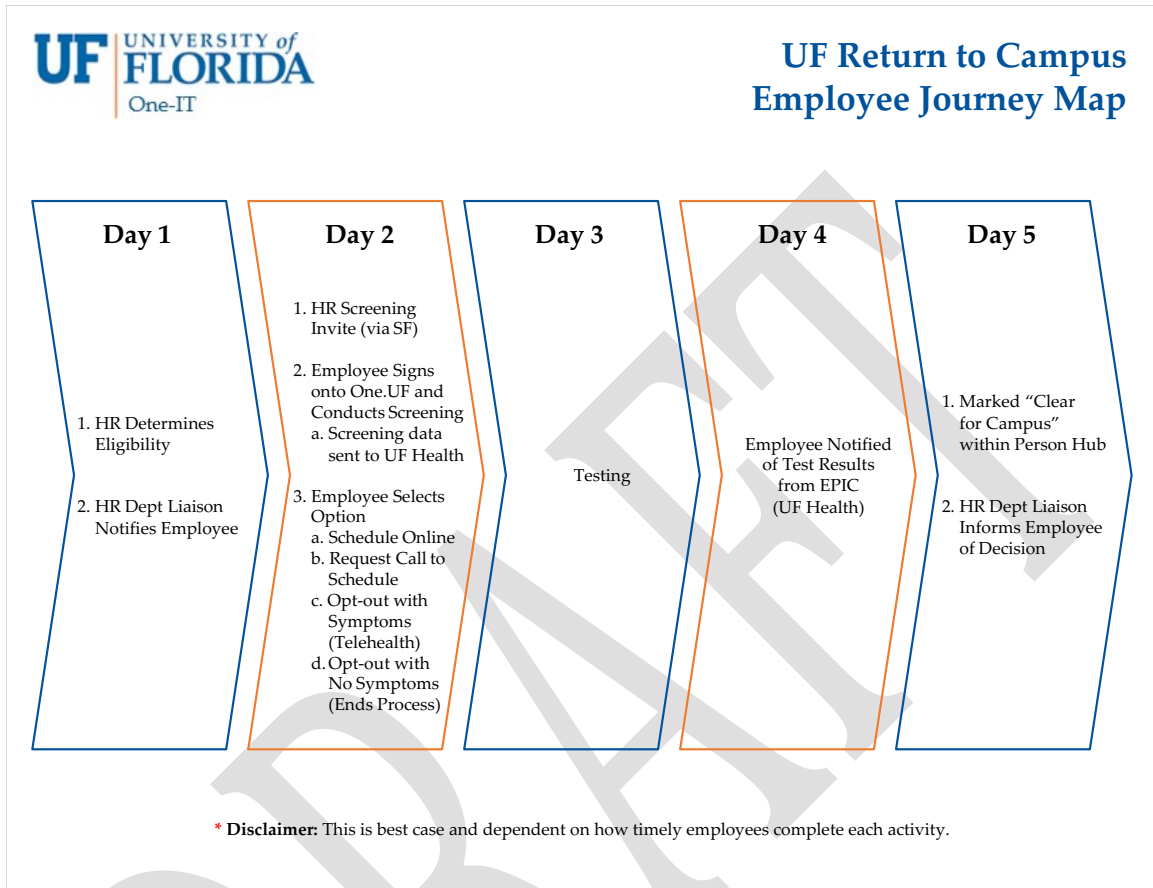 UF UNIVERSITY of
FLORIDA
One-IT
UF Return to Campus
Employee Journey Map
Day 1
1. HR Determines
Eligibility
2. HR Dept Liaison
Notifies Employee
Day 2
1. HR Screening
Invite (via SF)
2. Employee Signs
onto One.UF and
Conducts Screening
a. Screening data
sent to UF Health
3. Employee Selects
Option
a. Schedule Online
b. Request Call to
Schedule
c. Opt-out with
Symptoms
(Telehealth)
d. Opt-out with
No Symptoms
(Ends Process)
Day 3
Testing
Day 4
Employee Notified
of Test Results
from EPIC
(UF Health)
Day 5
1. Marked “Clear
for Campus”
within Person Hub
2. HR Dept Liaison
Informs Employee
of Decision
* Disclaimer: This is best case and dependent on how timely employees complete each activity.
DRAFT